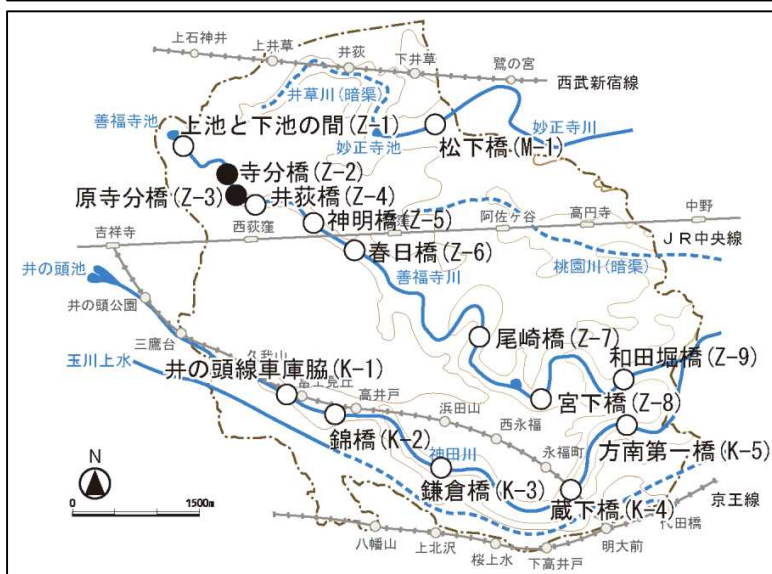 上石神井
上井草
井荻
下井草
鷺の宮
西武新宿線
井草川(暗渠)
善福寺池
上池と下池の間(Z-1)
妙正寺池
松下橋(M-1)
妙正寺川
寺分橋(Z-2)
原寺分橋(Z-3)
井荻橋(Z-4)
神明橋(Z-5)
吉祥寺
西荻窪
窪
阿佐ヶ谷
高円寺
中野
JR中央線
春日橋(Z-6)
善福寺川
桃園川(暗渠)
井の頭池
井の頭公園
三鷹台
玉川上水
尾崎橋(Z-7)
和田堀橋(Z-9)
井の頭線車庫脇(K-1)
富士見丘
高井戸
宮下橋(Z-8)
浜田山
西永福
永福町
錦橋(K-2)
神田川
方南第一橋(K-5)
鎌倉橋(K-3)
蔵下橋(K-4)
京王線
N
0
1500m
八幡山
上北沢
桜上水
下高井戸
明大前
代田橋